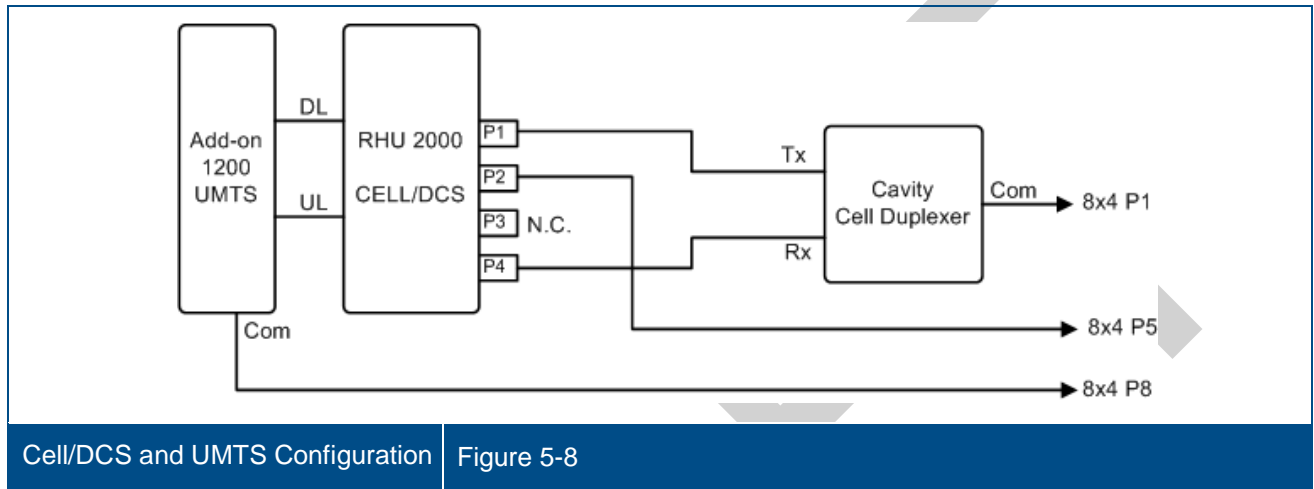 Add-on
1200
UMTS
DL
UL
RHU 2000
CELL/DCS
P1
P2
P3
N.C.
P4
Tx
Rx
Cavity
Cell Duplexer
Com
8x4 P1
8x4 P5
Com
8x4 P8
Cell/DCS and UMTS Configuration
Figure 5-8